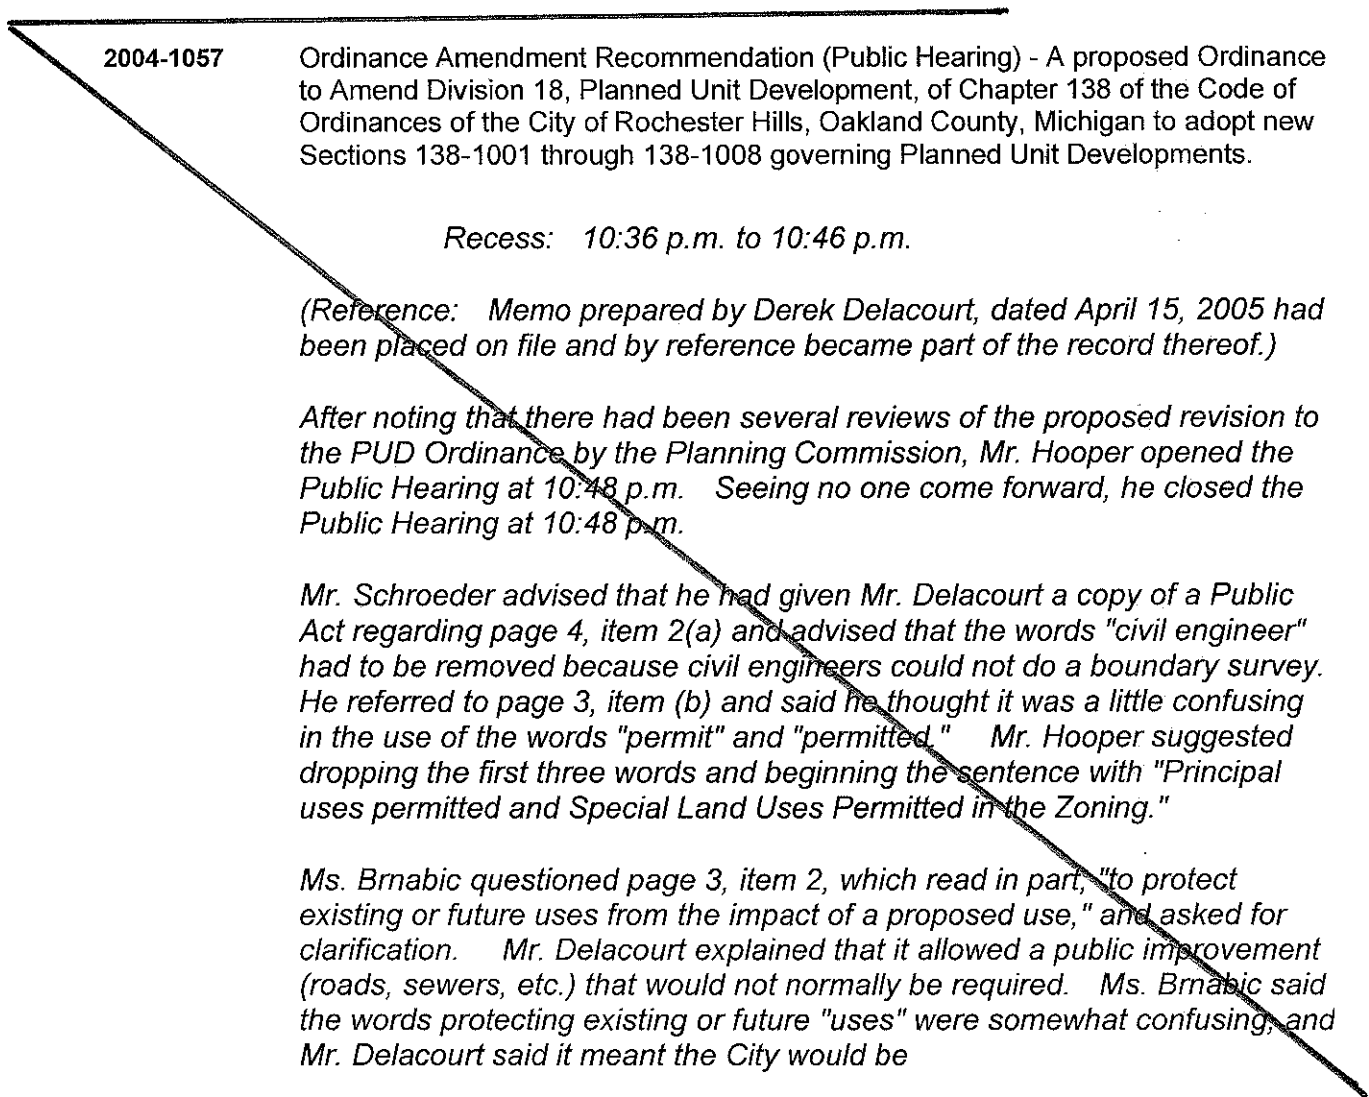 2004-1057 Ordinance Amendment Recommendation (Public Hearing) - A proposed Ordinance
to Amend Division 18, Planned Unit Development, of Chapter 138 of the Code of
Ordinances of the City of Rochester Hills, Oakland County, Michigan to adopt new
Sections 138-1001 through 138-1008 governing Planned Unit Developments.
Recess: 10:36 p.m. to 10:46 p.m.
(Reference: Memo prepared by Derek Delacourt, dated April 15, 2005 had
been placed on file and by reference became part of the record thereof.)
After noting that there had been several reviews of the proposed revision to
the PUD Ordinance by the Planning Commission, Mr. Hooper opened the
Public Hearing at 10:48 p.m. Seeing no one come forward, he closed the
Public Hearing at 10:48 p.m.
Mr. Schroeder advised that he had given Mr. Delacourt a copy of a Public
Act regarding page 4, item 2(a) and advised that the words "civil engineer"
had to be removed because civil engineers could not do a boundary survey.
He referred to page 3, item (b) and said he thought it was a little confusing
in the use of the words "permit" and "permitted." Mr. Hooper suggested
dropping the first three words and beginning the sentence with "Principal
uses permitted and Special Land Uses Permitted in the Zoning."
Ms. Brnabic questioned page 3, item 2, which read in part, "to protect
existing or future uses from the impact of a proposed use," and asked for
clarification. Mr. Delacourt explained that it allowed a public improvement
(roads, sewers, etc.) that would not normally be required. Ms. Brnabic said
the words protecting existing or future "uses" were somewhat confusing, and
Mr. Delacourt said it meant the City would be